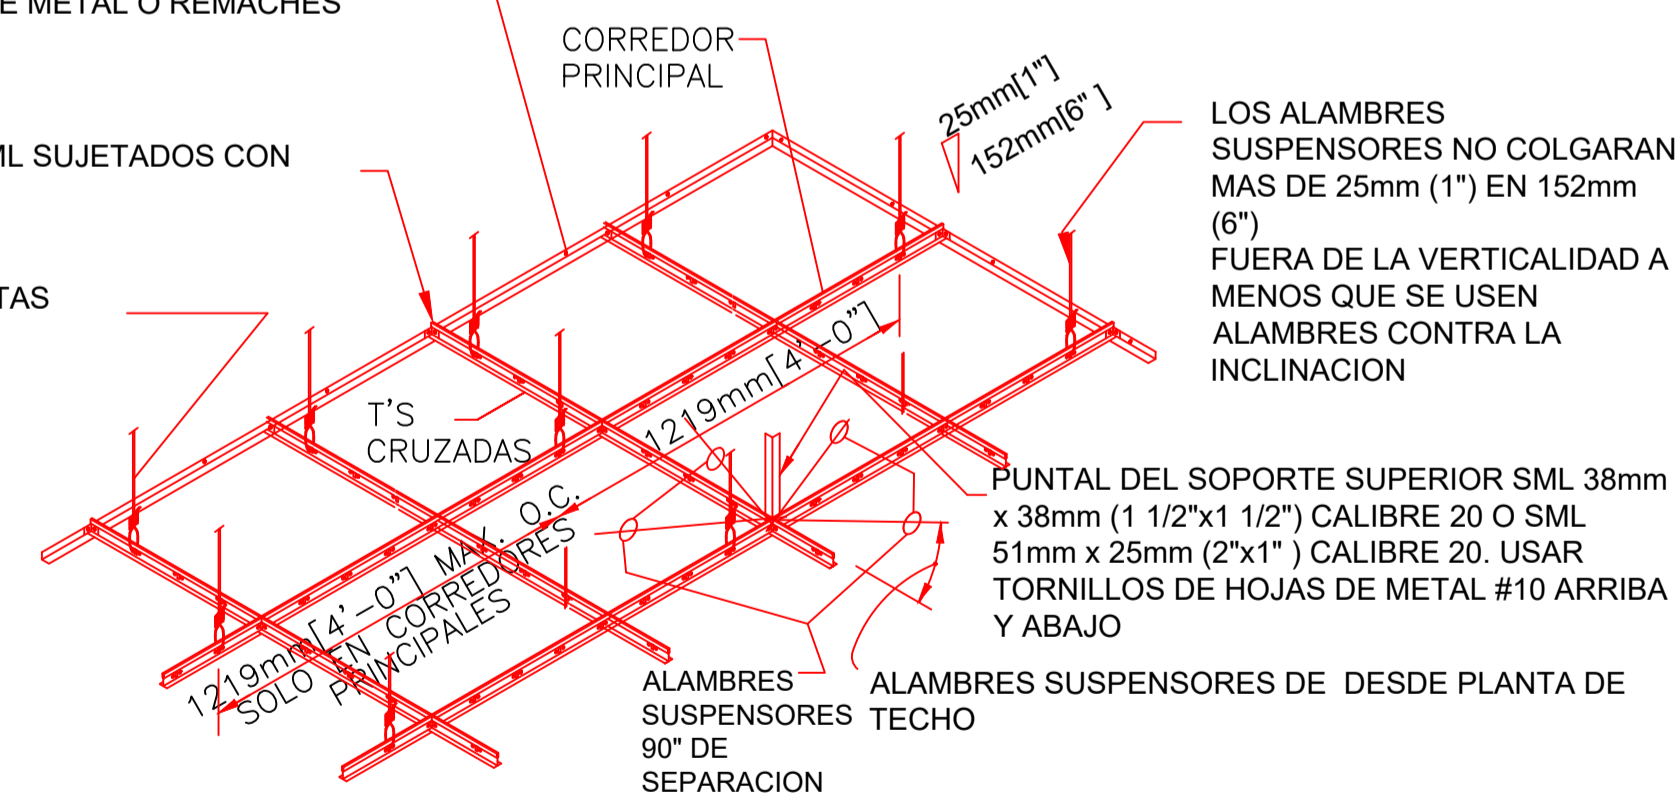 E METAL O REMACHES
CORREDOR
PRINCIPAL
25mm[1"]
152mm[6" ]
LOS ALAMBRES
SUSPENSORES NO COLGARAN
MAS DE 25mm (1") EN 152mm
(6")
FUERA DE LA VERTICALIDAD A
MENOS QUE SE USEN
ALAMBRES CONTRA LA
INCLINACION
ML SUJETADOS CON
TAS
T'S
CRUZADAS
1219mm[4'-0"]
1219mm[4'-0"] MAX. O.C.
SOLO EN CORREDORES
PRINCIPALES
PUNTAL DEL SOPORTE SUPERIOR SML 38mm
x 38mm (1 1/2"x1 1/2") CALIBRE 20 O SML
51mm x 25mm (2"x1" ) CALIBRE 20. USAR
TORNILLOS DE HOJAS DE METAL #10 ARRIBA
Y ABAJO
ALAMBRES
SUSPENSORES
90" DE
SEPARACION
ALAMBRES SUSPENSORES DE  DESDE PLANTA DE
TECHO